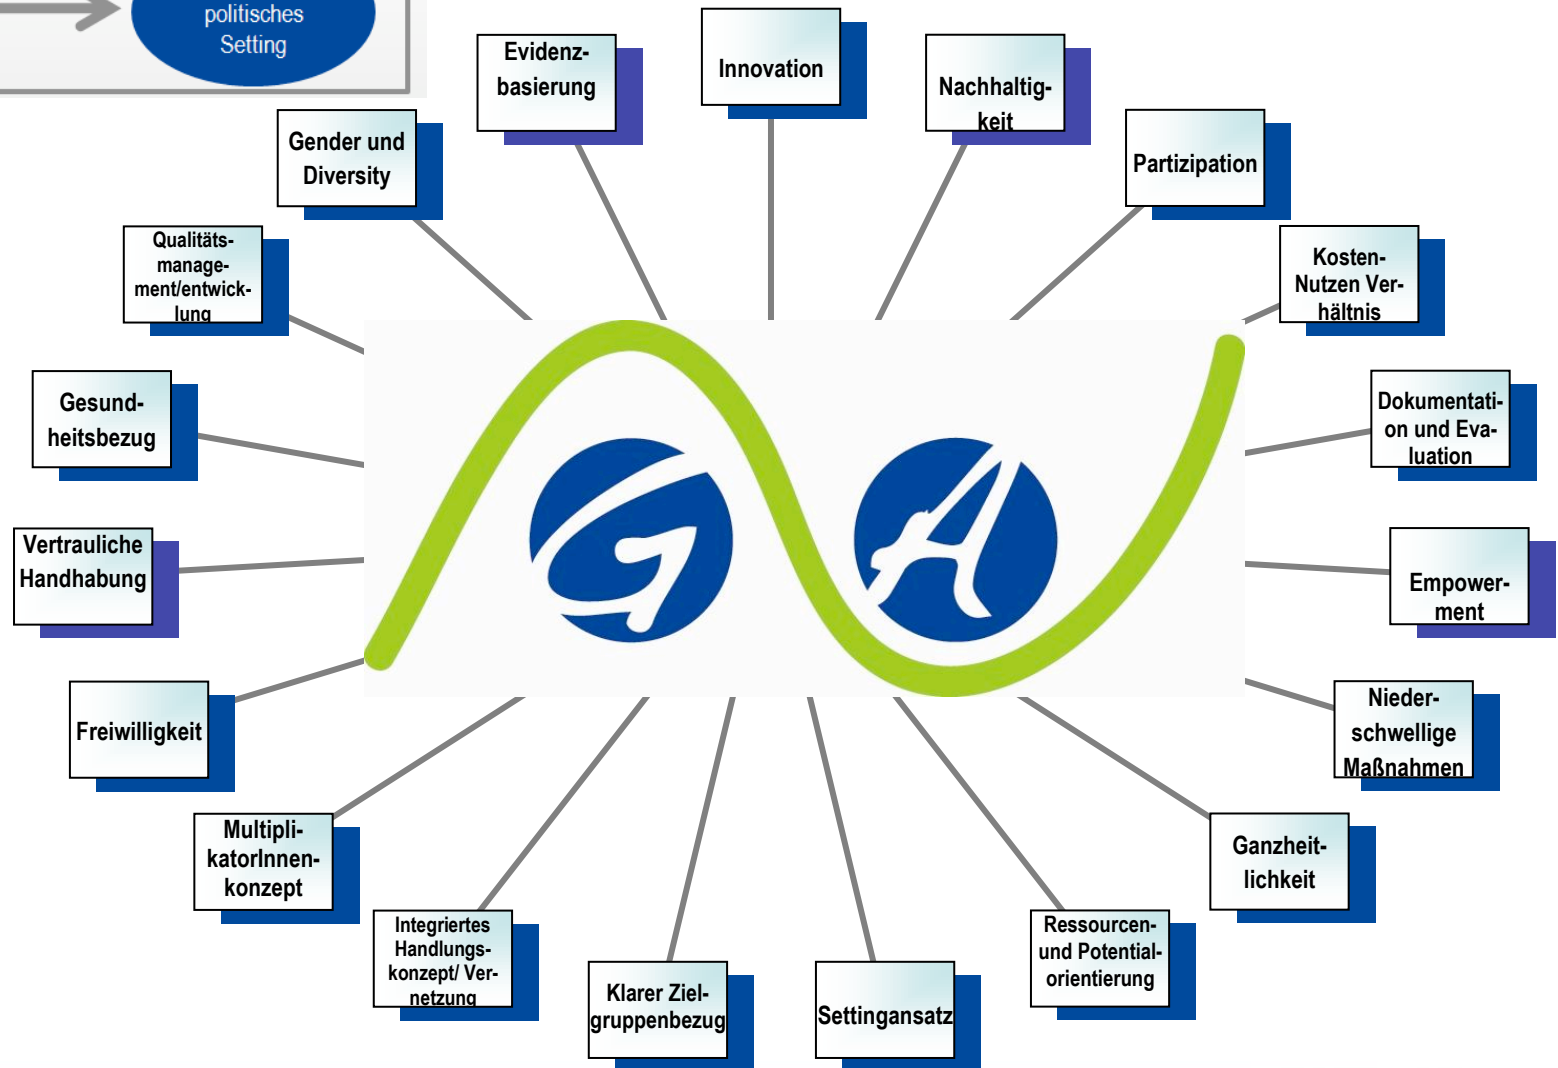 politisches
Setting
Evidenz-
basierung
Innovation
Nachhaltig-
keit
Partizipation
Gender und
Diversity
Kosten-
Nutzen Ver-
hältnis
Qualitäts-
manage-
ment/entwick-
lung
Dokumentati-
on und Eva-
luation
Gesund-
heitsbezug
G
A
Vertrauliche
Handhabung
Empower-
ment
Freiwilligkeit
Nieder-
schwellige
Maßnahmen
Multipli-
katorInnen-
konzept
Ganzheit-
lichkeit
Integriertes
Handlungs-
konzept/ Ver-
netzung
Ressourcen-
und Potential-
orientierung
Klarer Ziel-
gruppenbezug
Settingansatz